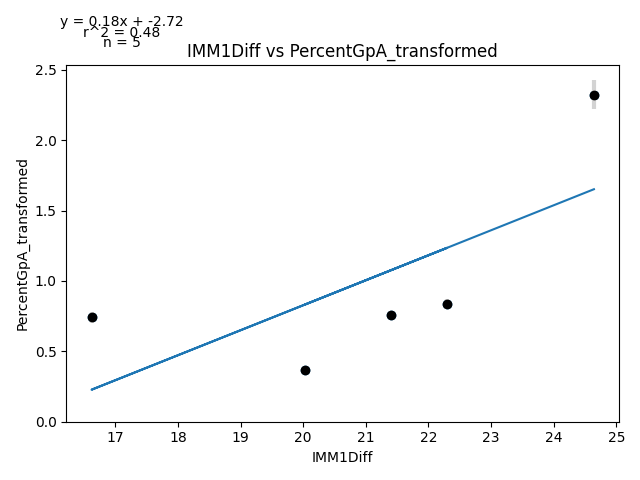 y = 0.18x + -2.72
r^2 = 0.48
n = 5
IMM1Diff vs PercentGpA_transformed
2.5
2.0
1.5
1.0
0.5
0.0
PercentGpA_transformed
17 18 19 20 21 22 23 24 25
IMM1Diff